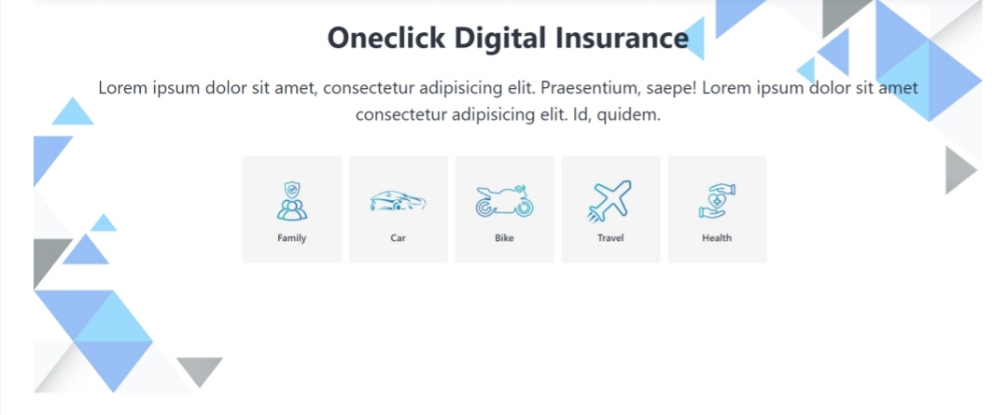 Oneclick Digital Insurance
Lorem ipsum dolor sit amet, consectetur adipisicing elit. Praesentium, saepe! Lorem ipsum dolor sit amet
consectetur adipisicing elit. Id, quidem.
Family
Car
Bike
Travel
Health